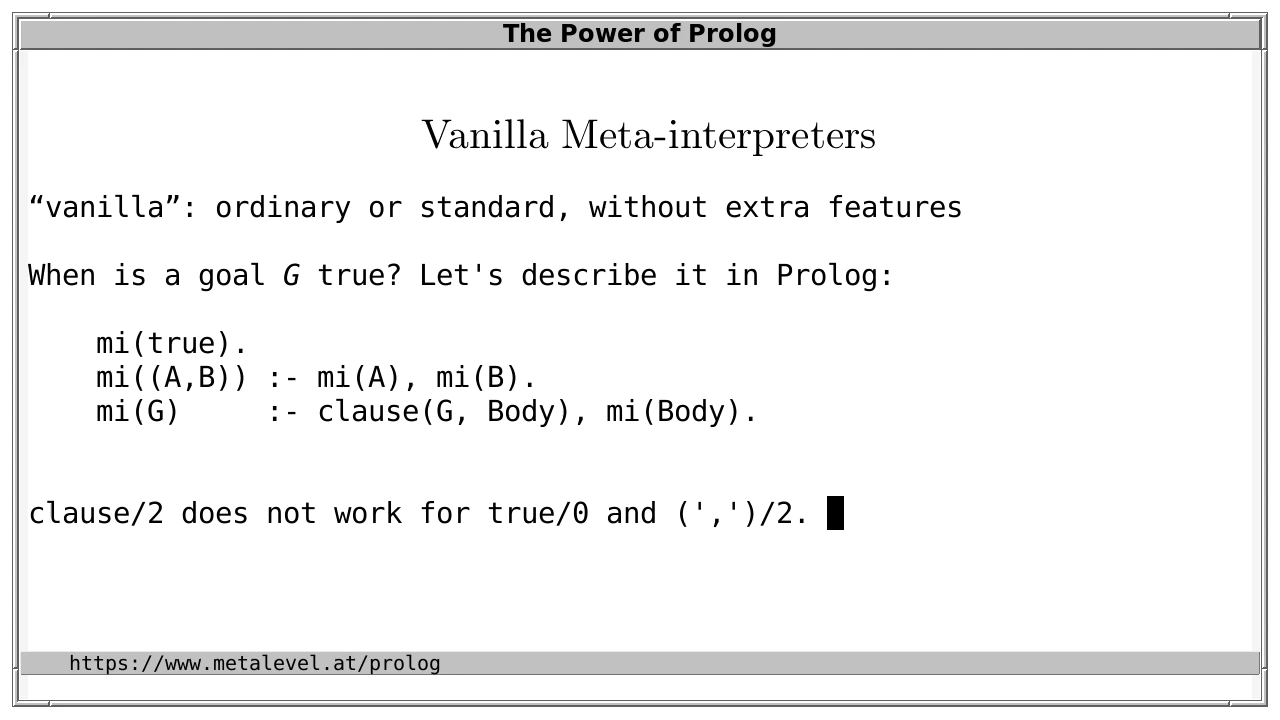 The Power of Prolog
Vanilla Meta-interpreters
“vanilla”: ordinary or standard, without extra features
When is a goal G true? Let's describe it in Prolog:
mi(true).
mi((A,B)) :- mi(A), mi(B).
mi(G)     :- clause(G, Body), mi(Body).
clause/2 does not work for true/0 and (',')/2.
https://www.metalevel.at/prolog